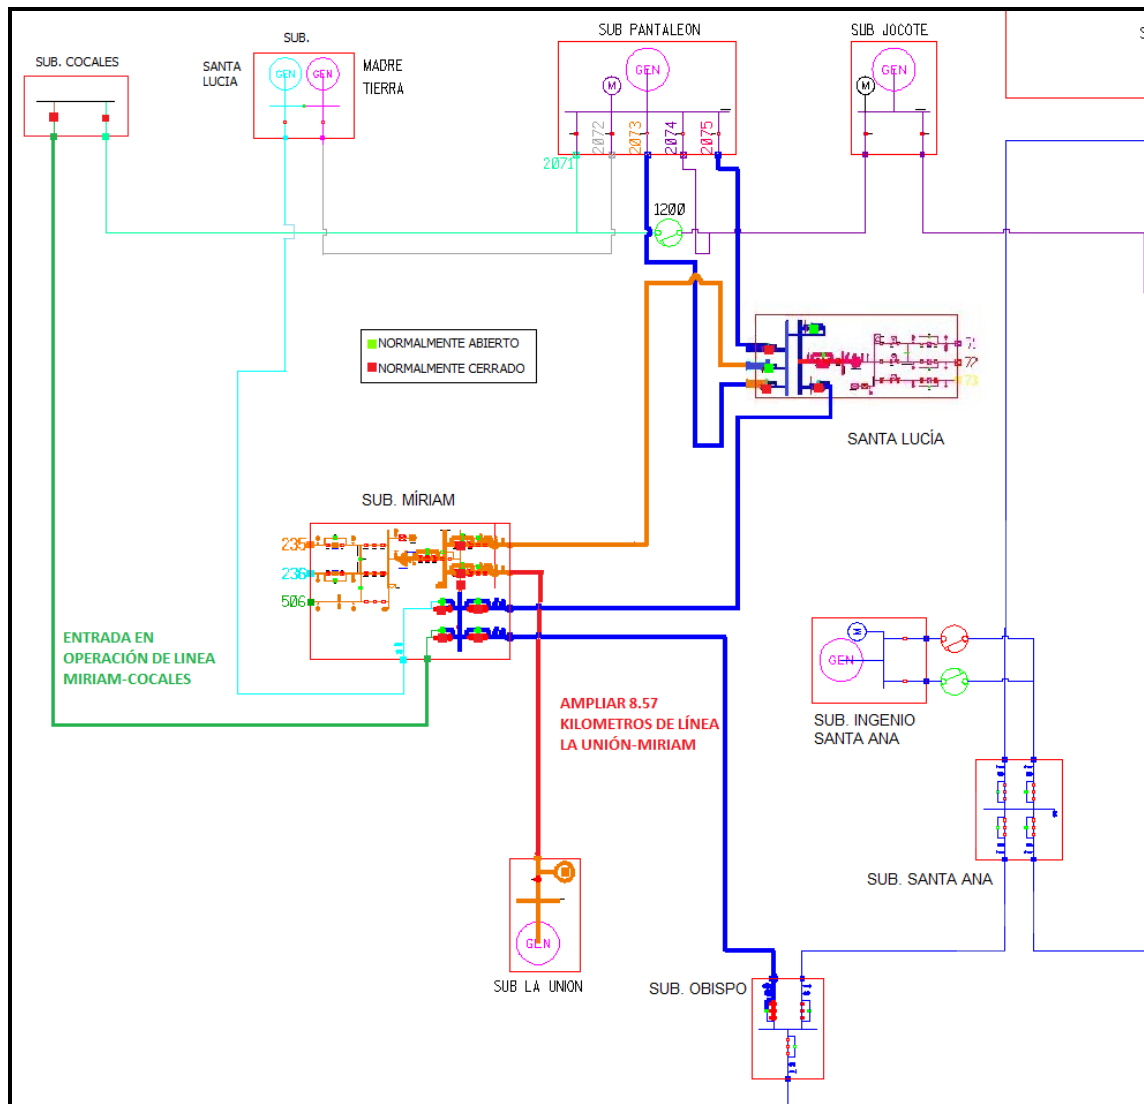 SUB. COCALES
SUB.
SANTA
LUCIA
MADRE
TIERRA
GEN
GEN
SUB PANTALEON
GEN
M
2071
2072
2073
2074
2075
SUB JOCOTE
GEN
M
1200
NORMALMENTE ABIERTO
NORMALMENTE CERRADO
71
72
73
SANTA LUCÍA
SUB. MÍRIAM
235
236
506
ENTRADA EN
OPERACIÓN DE LINEA
MIRIAM-COCALES
AMPLIAR 8.57
KILOMETROS DE LÍNEA
LA UNIÓN-MIRIAM
M
GEN
SUB. INGENIO
SANTA ANA
SUB. SANTA ANA
GEN
SUB LA UNION
SUB. OBISPO